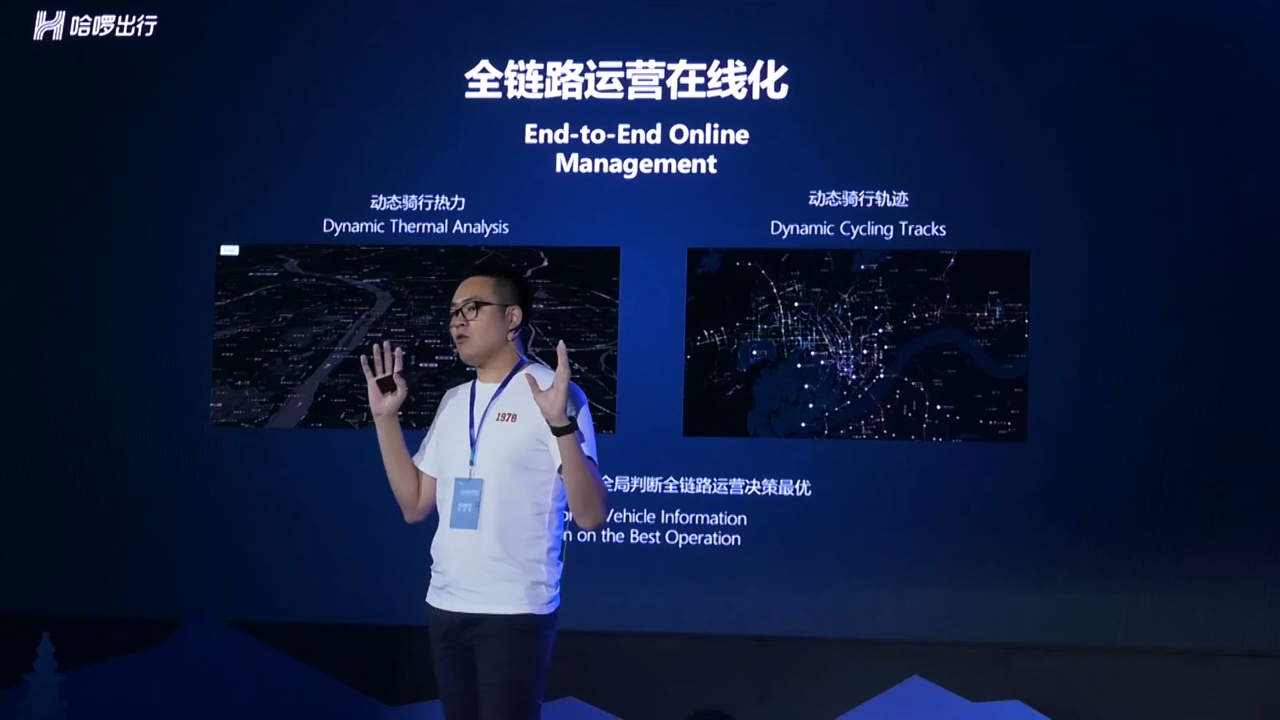 哈啰出行
全链路运营在线化
End-to-End Online
Management
动态骑行热力
Dynamic Thermal Analysis
动态骑行轨迹
Dynamic Cycling Tracks
1978
全局判断全链路运营决策最优
Vehicle Information
on the Best Operation